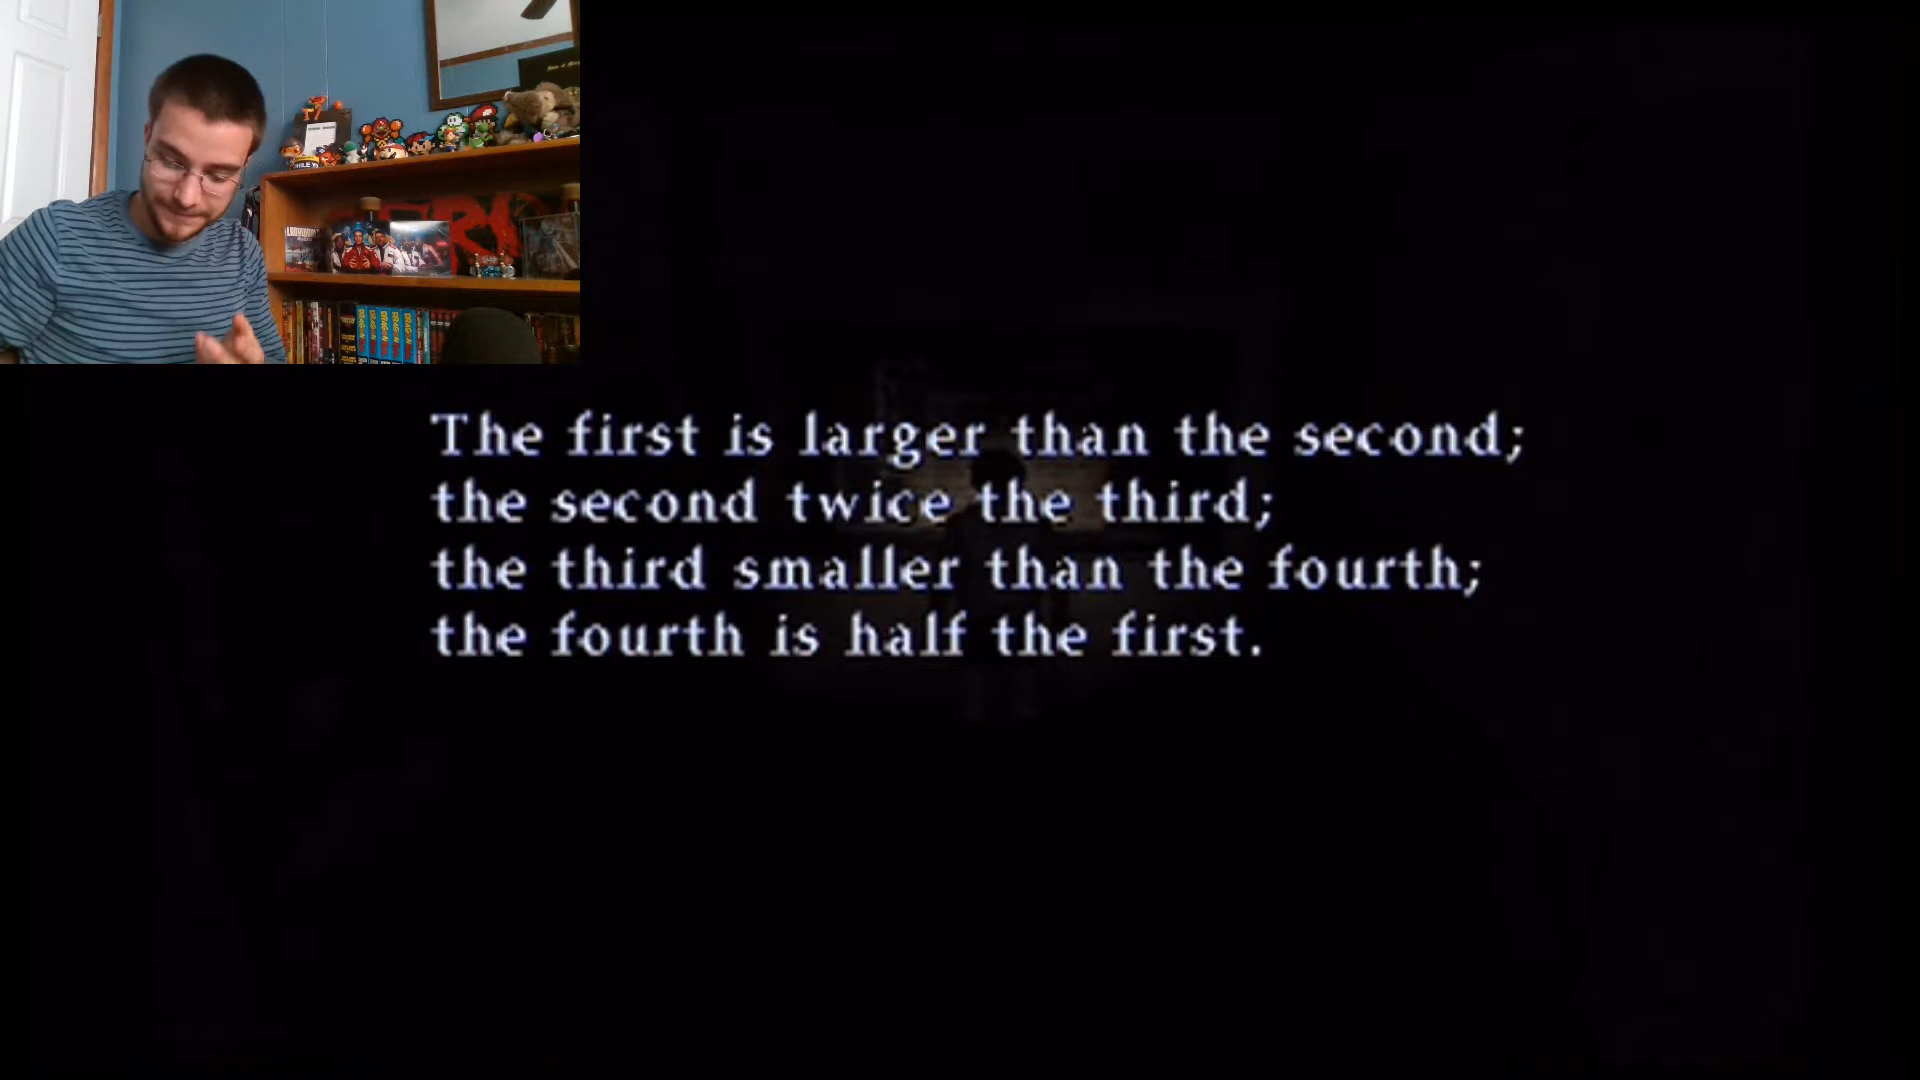 The first is larger than the second;
the second twice the third;
the third smaller than the fourth;
the fourth is half the first.